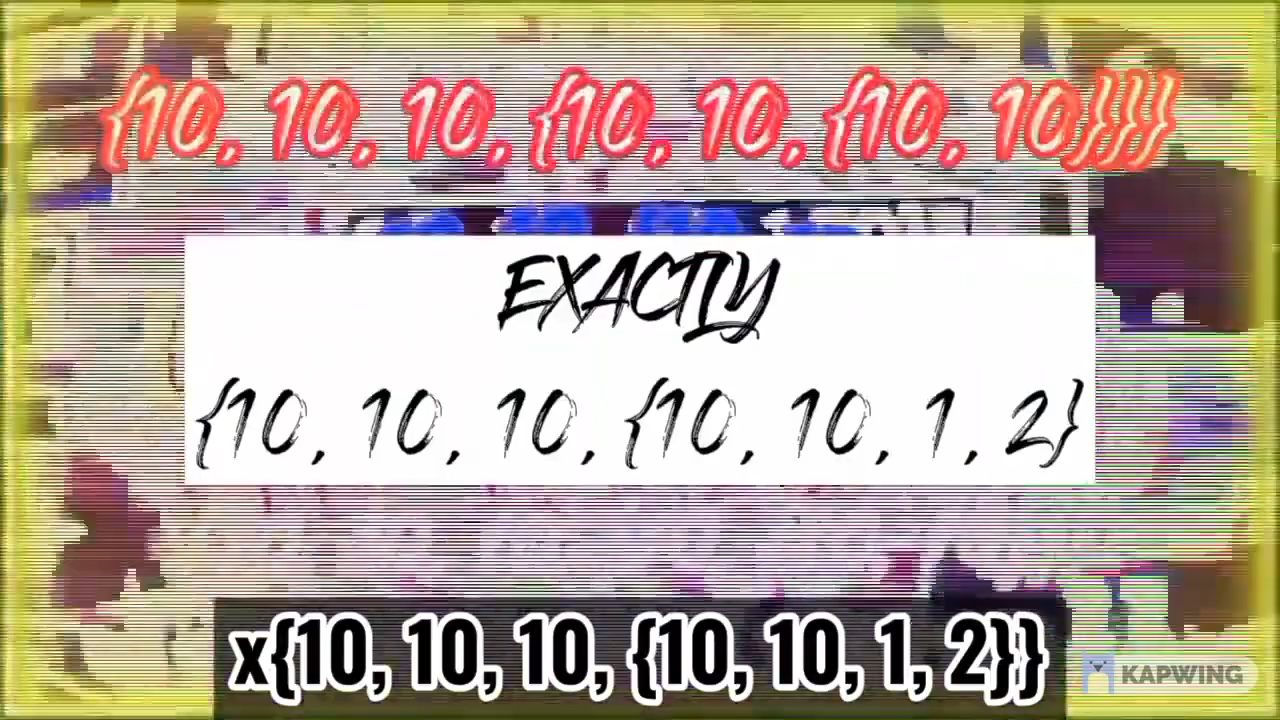 {10, 10, 10, {10, 10, {10, 10}}}}
EXACTLY
{10, 10, 10, {10, 10, 1, 2}
x{10, 10, 10, {10, 10, 1, 2}}
KAPWING